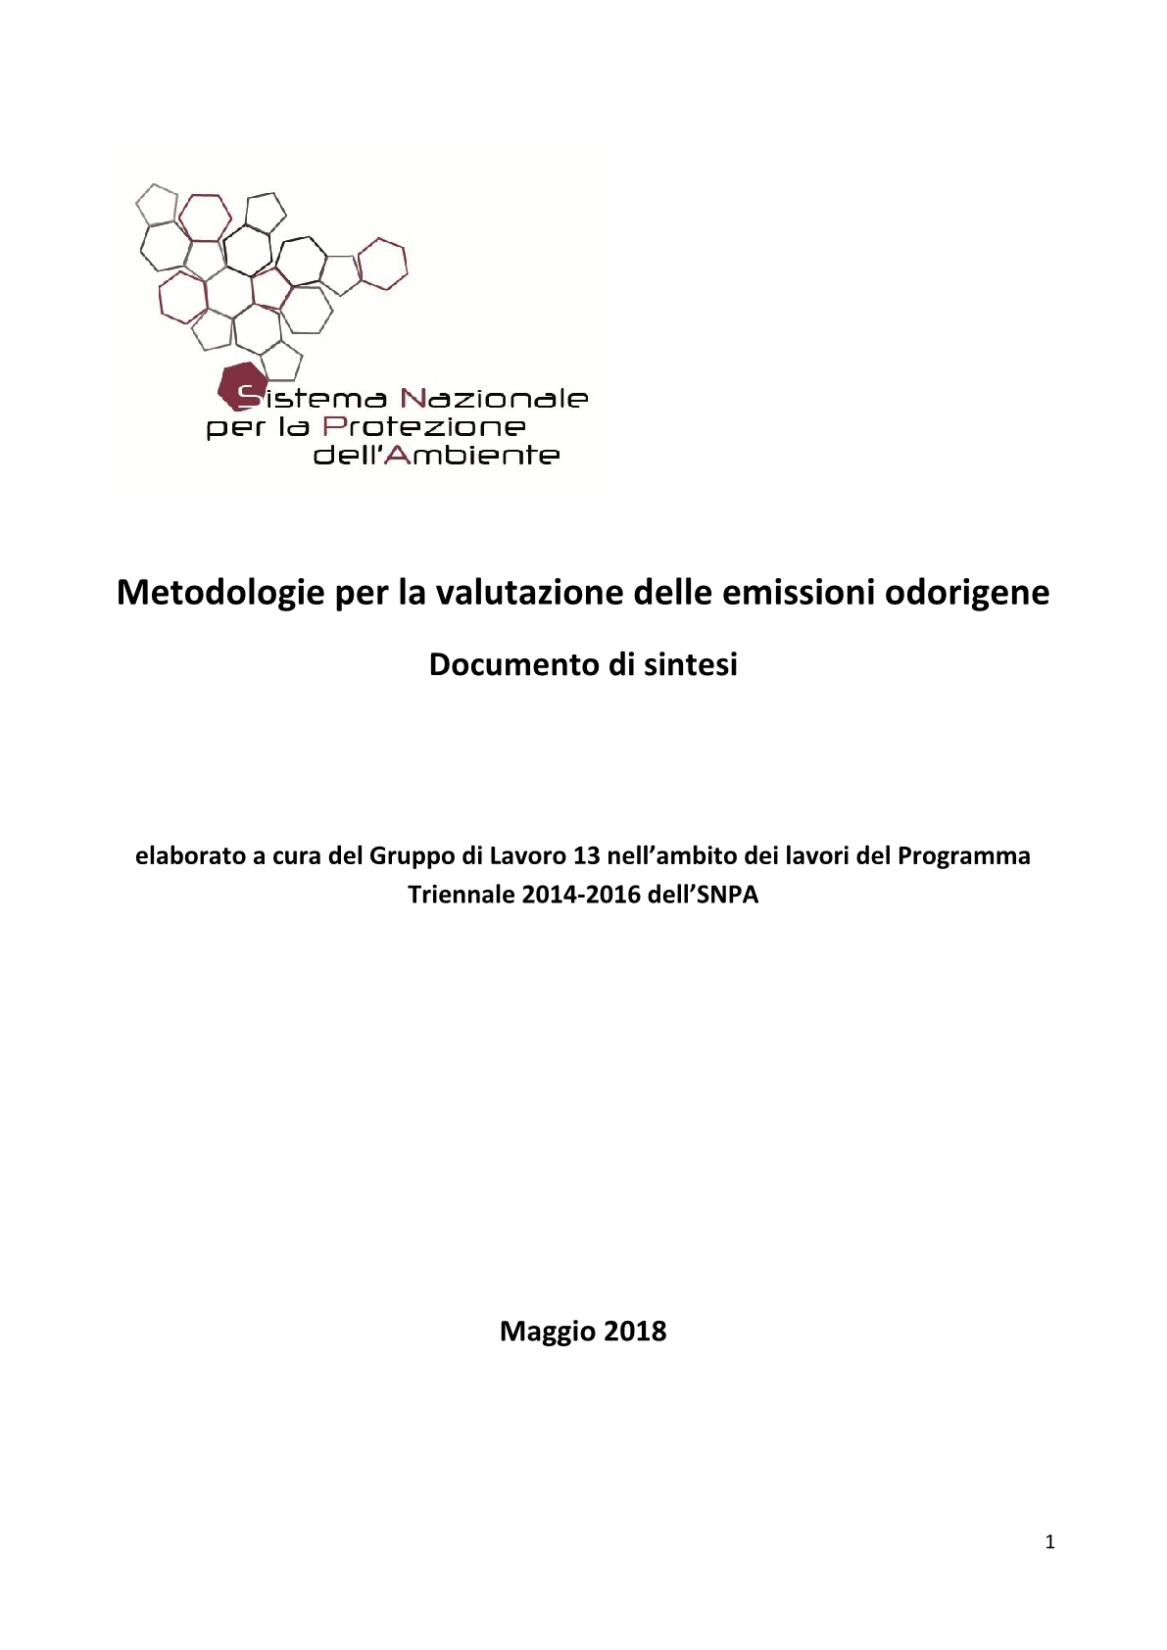 Sistema Nazionale
per la Protezione
dell'Ambiente
Metodologie per la valutazione delle emissioni odorigene
Documento di sintesi
elaborato a cura del Gruppo di Lavoro 13 nell’ambito dei lavori del Programma
Triennale 2014-2016 dell’SNPA
Maggio 2018
1